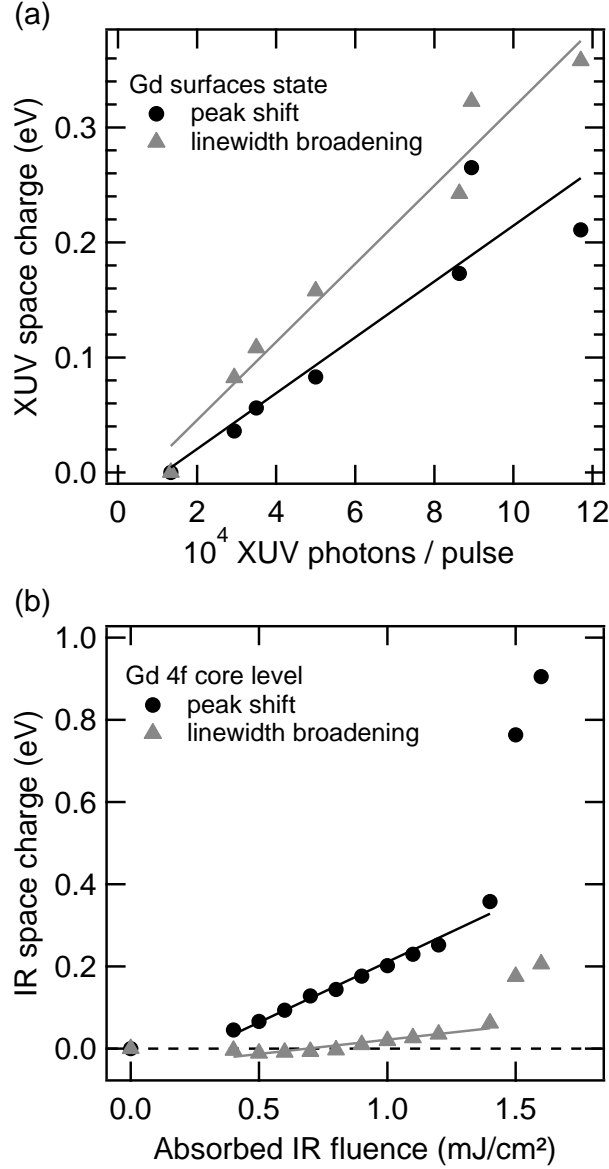 (a)
Gd surfaces state
peak shift
linewidth broadening
XUV space charge (eV)
0.3
0.2
0.1
0.0
0 2 4 6 8 10 12
10⁴ XUV photons / pulse
(b)
Gd 4f core level
peak shift
linewidth broadening
IR space charge (eV)
1.0
0.8
0.6
0.4
0.2
0.0
0.0 0.5 1.0 1.5
Absorbed IR fluence (mJ/cm²)